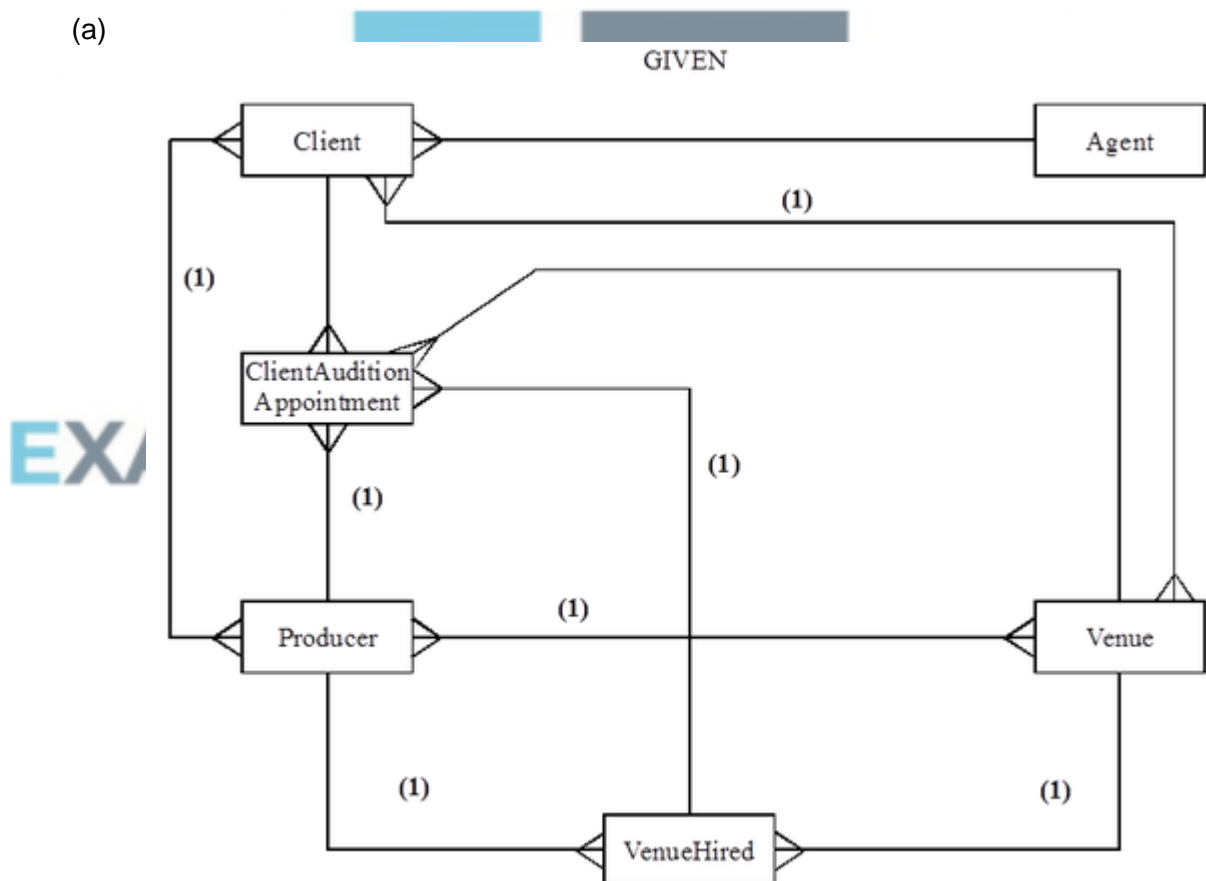 (a)
GIVEN
Client
Agent
(1)
(1)
ClientAudition
Appointment
(1)
EXA
(1)
(1)
Producer
Venue
(1)
(1)
VenueHired